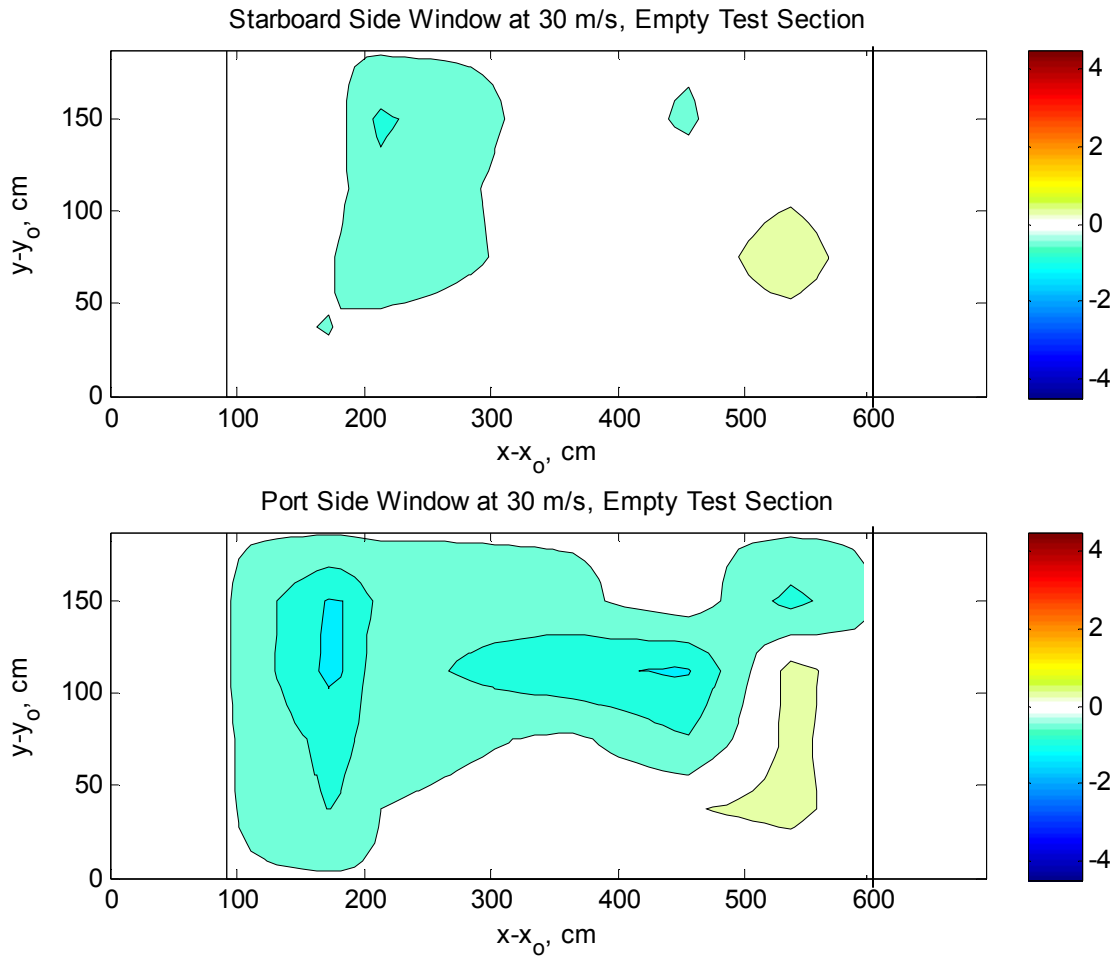 Starboard Side Window at 30 m/s, Empty Test Section
150
100
50
0
y-yo, cm
0 100 200 300 400 500 600
x-xo, cm
4
2
0
-2
-4
Port Side Window at 30 m/s, Empty Test Section
150
100
50
0
y-yo, cm
0 100 200 300 400 500 600
x-xo, cm
4
2
0
-2
-4